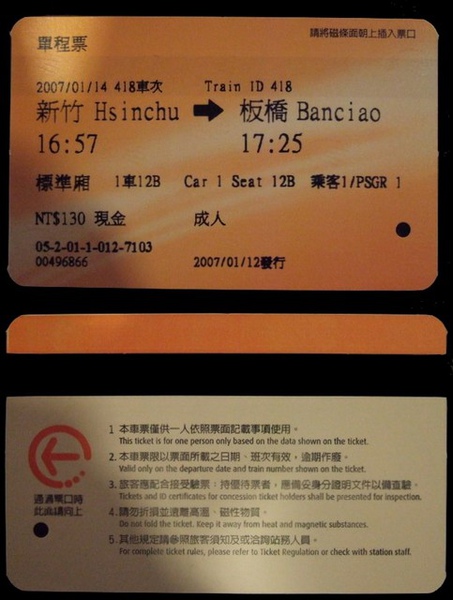 單程票
請將磁條面朝上插入票口
2007/01/14 418車次 Train ID 418
新竹 Hsinchu ➡ 板橋 Banciao
16:57 17:25
標準廂 1車12B Car 1 Seat 12B 乘客1/PSGR 1
NT$130 現金 成人
05-2-01-1-012-7103
00496866 2007/01/12發行
通過票口時
此面請向上
1 本車票僅供一人依照票面記載事項使用。
This ticket is for one person only based on the data shown on the ticket.
2. 本車票限以票面所載之日期、班次有效，逾期作廢。
Valid only on the departure date and train number shown on the ticket.
3. 旅客應配合接受驗票；持優待票者，應備妥身分證明文件以備查驗。
Tickets and ID certificates for concession ticket holders shall be presented for inspection.
4. 請勿折損並遠離高溫、磁性物質。
Do not fold the ticket. Keep it away from heat and magnetic substances.
5. 其他規定請參照旅客須知及或洽詢站務人員。
For complete ticket rules, please refer to Ticket Regulation or check with station staff.